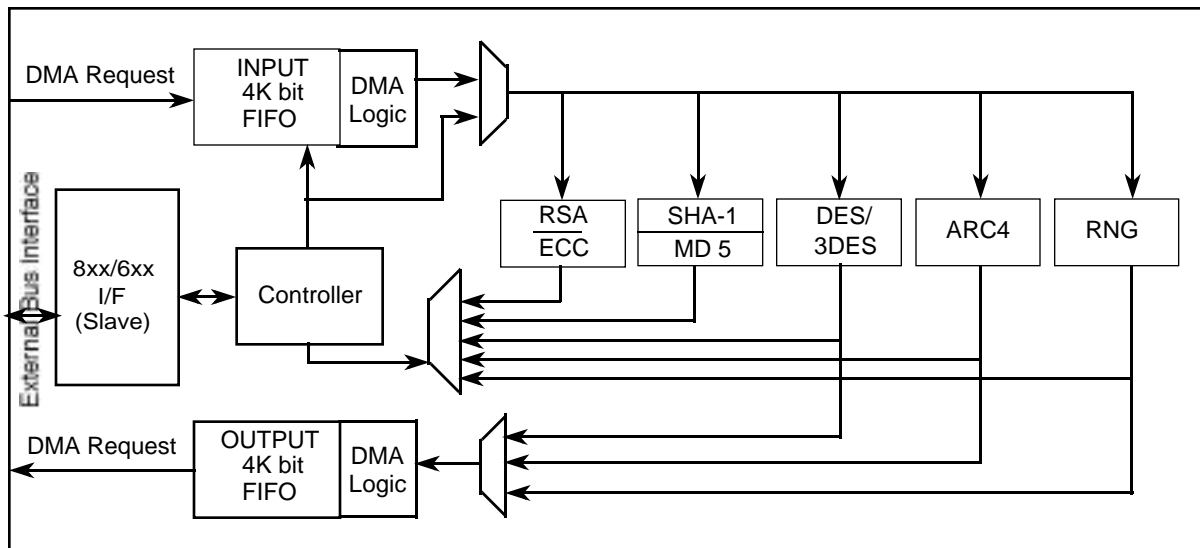 DMA Request
INPUT
4K bit
FIFO
DMA
Logic
External Bus Interface
8xx/6xx
I/F
(Slave)
Controller
RSA
ECC
SHA-1
MD 5
DES/
3DES
ARC4
RNG
DMA Request
OUTPUT
4K bit
FIFO
DMA
Logic